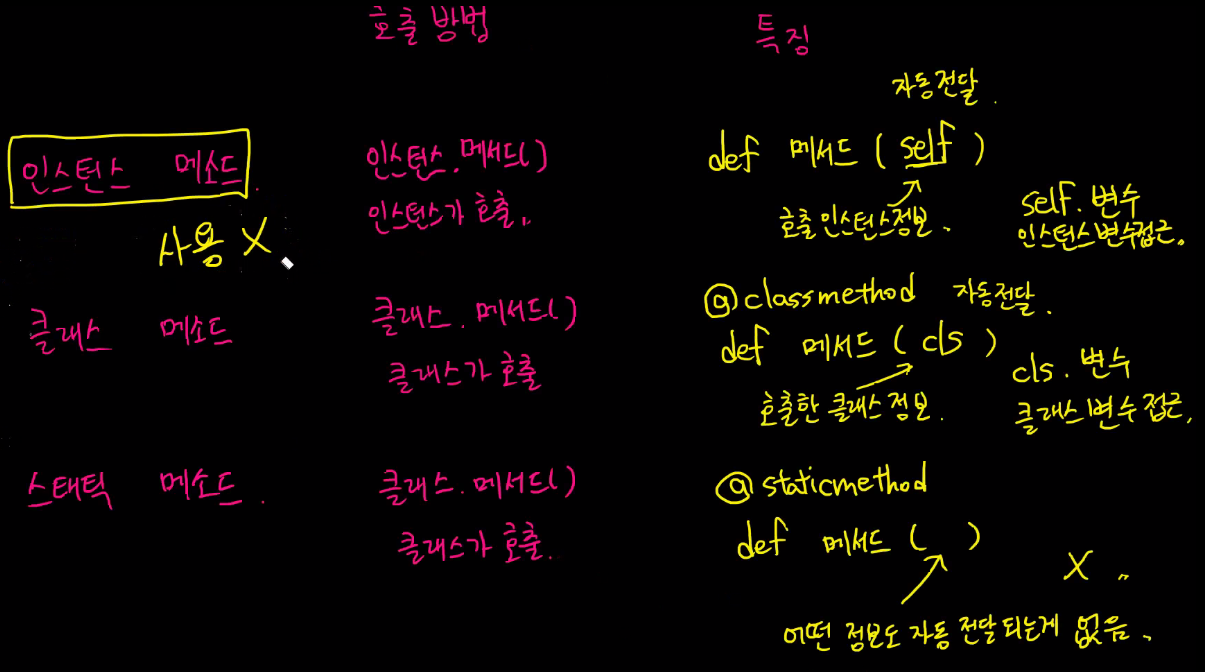 호출 방법
특징
자동전달.
인스턴스 메소드.
인스턴스.메서드()
def 메서드 ( self )
인스턴스가 호출.
호출인스턴스정보.
self. 변수
인스턴스변수접근.
사용 X
클래스 메소드
클래스. 메서드()
@classmethod 자동전달.
def 메서드 ( cls )
클래스가 호출
cls. 변수
호출한 클래스 정보.
클래스변수 접근.
스태틱 메소드.
클래스.메서드()
@staticmethod
클래스가 호출.
def 메서드 ( )
X
어떤 정보도 자동 전달되는게 없음.